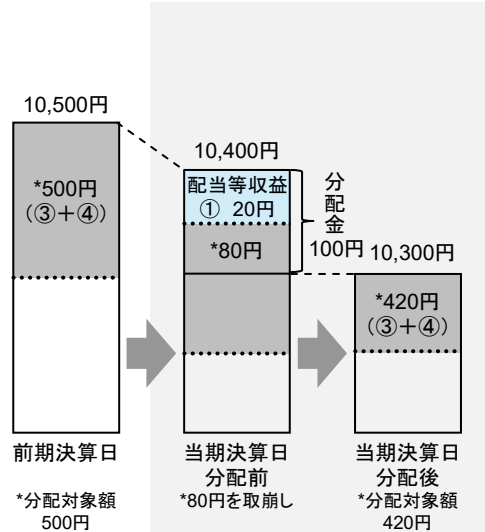 10,500円
*500円
(③+④)
前期決算日
*分配対象額
500円
10,400円
配当等収益
① 20円
*80円
分配金
100円
当期決算日
分配前
*80円を取崩し
10,300円
*420円
(③+④)
当期決算日
分配後
*分配対象額
420円